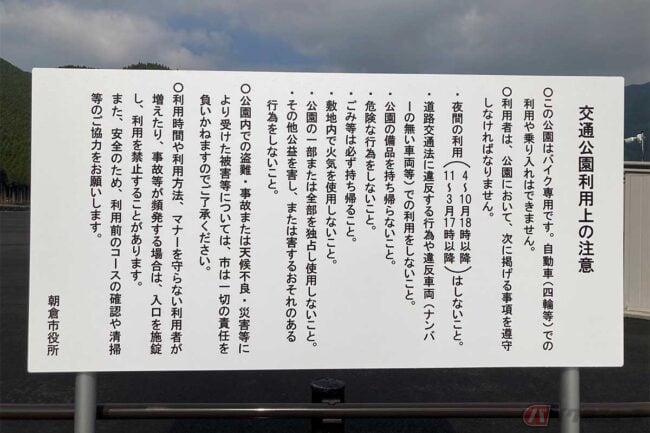 交通公園利用上の注意
〇この公園はバイク専用です。自動車（四輪等）での
利用や乗り入れはできません。
〇利用者は、公園において、次に掲げる事項を遵守
しなければなりません。
・夜間の利用（4～10月18時以降
11～3月17時以降）はしないこと。
・道路交通法に違反する行為や違反車両（ナンバ
ーの無い車両等）での利用をしないこと。
・公園の備品を持ち帰らないこと。
・危険な行為をしないこと。
・ごみ等は必ず持ち帰ること。
・敷地内で火気を使用しないこと。
・公園の一部または全部を独占し使用しないこと。
・その他公益を害し、または害するおそれのある
行為をしないこと。
〇公園内での盗難・事故または天候不良・災害等に
より受けた被害等については、市は一切の責任を
負いかねますのでご了承ください。
〇利用時間や利用方法、マナーを守らない利用者が
増えたり、事故等が頻発する場合は、入口を施錠
し、利用を禁止することがあります。
また、安全のため、利用前のコースの確認や清掃
等のご協力をお願いします。
朝倉市役所